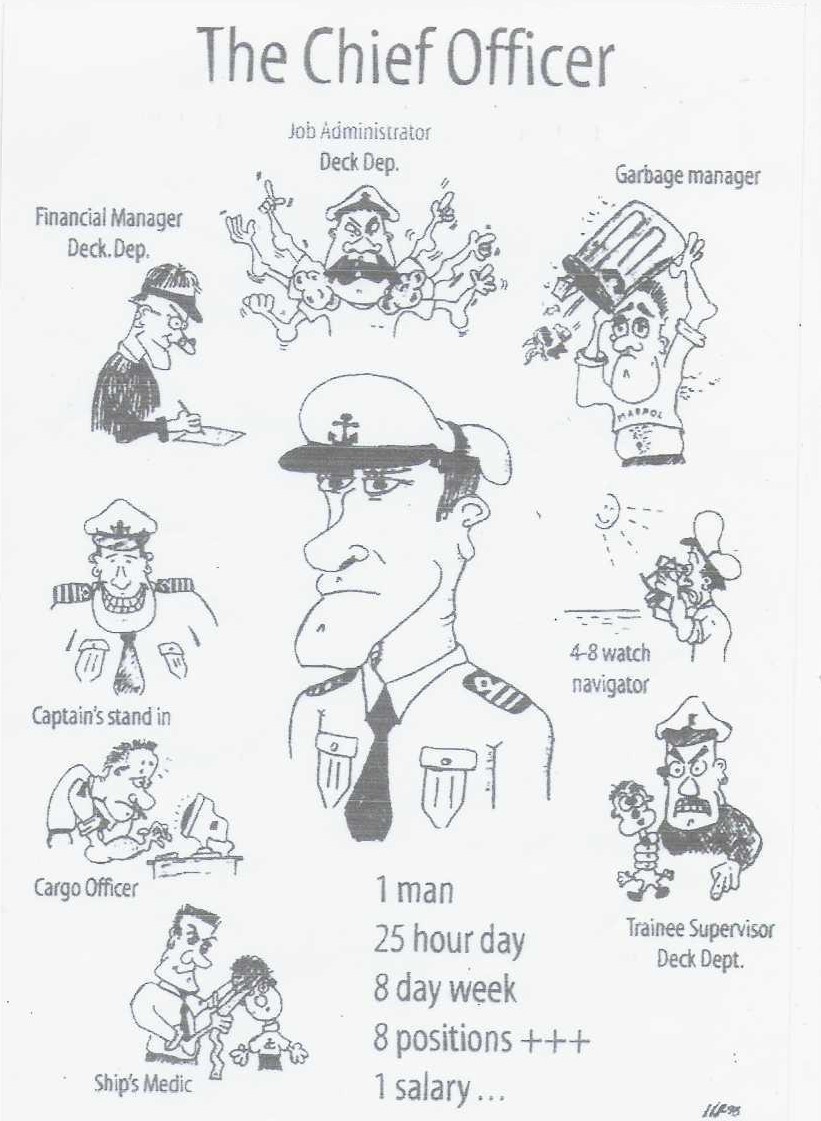 The Chief Officer
Job Administrator
Deck Dep.
Garbage manager
Financial Manager
Deck. Dep.
MARPOL
4-8 watch
navigator
Captain's stand in
Cargo Officer
Trainee Supervisor
Deck Dept.
Ship's Medic
1 man
25 hour day
8 day week
8 positions +++
1 salary ...